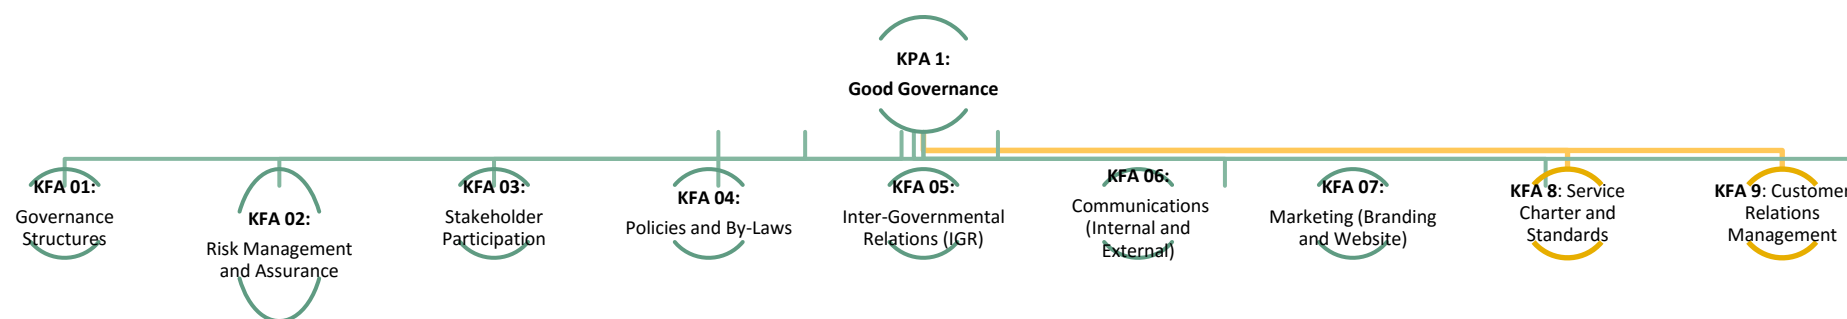 KPA 1:
Good Governance
KFA 01:
Governance
Structures
KFA 02:
Risk Management
and Assurance
KFA 03:
Stakeholder
Participation
KFA 04:
Policies and By-Laws
KFA 05:
Inter-Governmental
Relations (IGR)
KFA 06:
Communications
(Internal and
External)
KFA 07:
Marketing (Branding
and Website)
KFA 8: Service
Charter and
Standards
KFA 9: Customer
Relations
Management